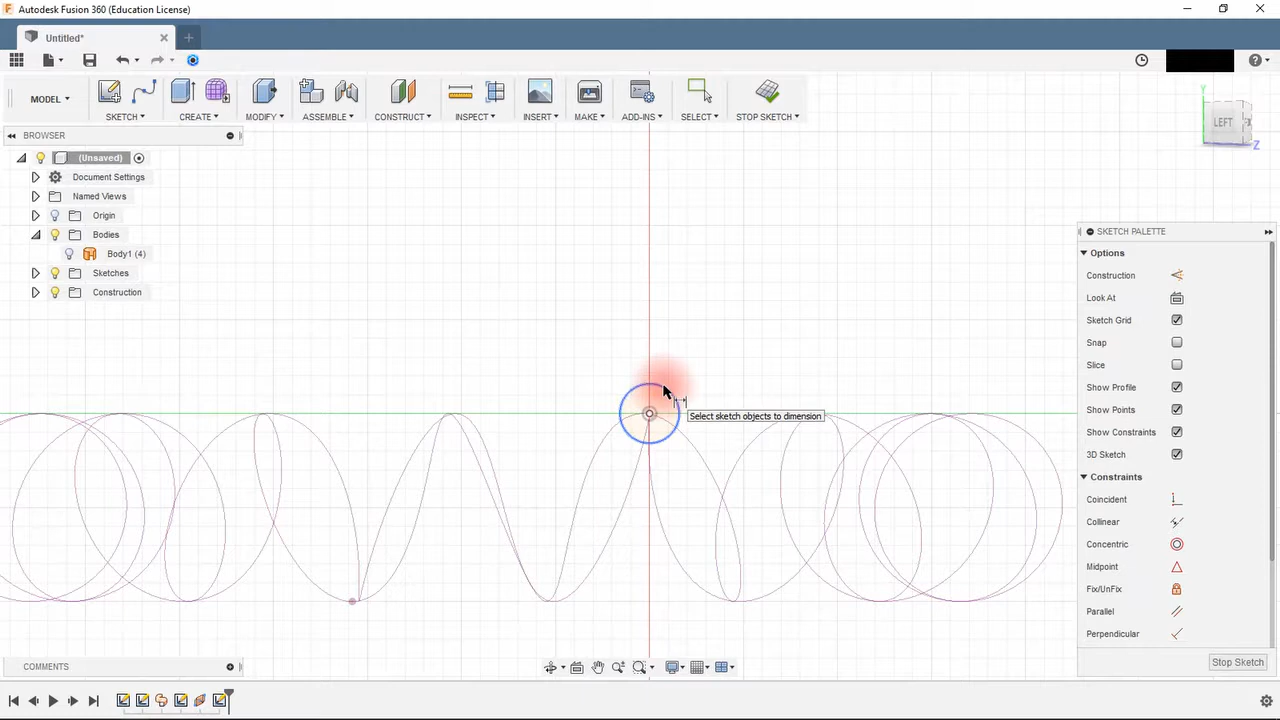 Autodesk Fusion 360 (Education License)
Untitled*
MODEL
SKETCH
CREATE
MODIFY
ASSEMBLE
CONSTRUCT
INSPECT
INSERT
MAKE
ADD-INS
SELECT
STOP SKETCH
BROWSER
(Unsaved)
Document Settings
Named Views
Origin
Bodies
Body1 (4)
Sketches
Construction
Y
LEFT
Z
SKETCH PALETTE
Options
Construction
Look At
Sketch Grid
Snap
Slice
Show Profile
Show Points
Show Constraints
3D Sketch
Constraints
Coincident
Collinear
Concentric
Midpoint
Fix/UnFix
Parallel
Perpendicular
Stop Sketch
Select sketch objects to dimension
COMMENTS